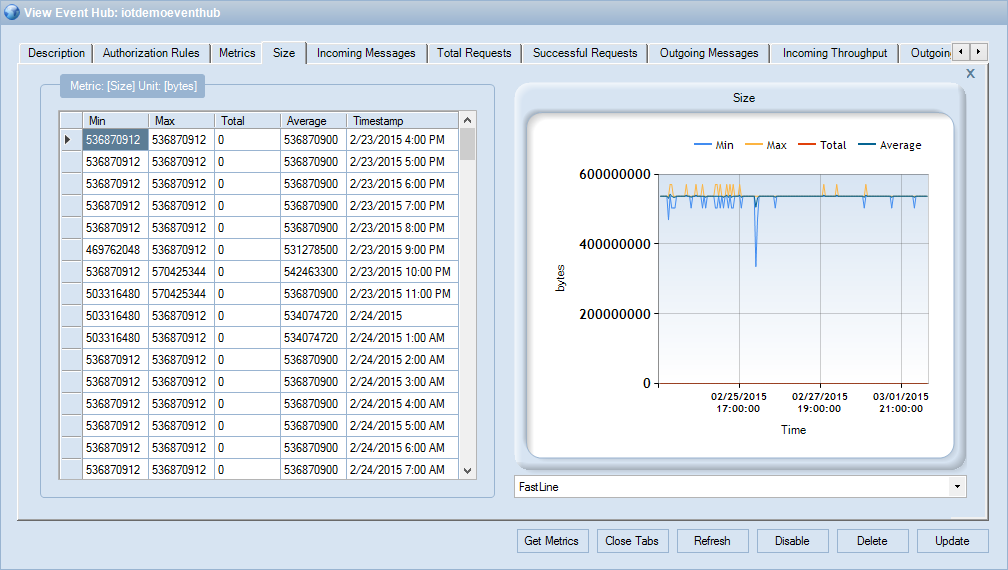 View Event Hub: iotdemoeventhub
Description Authorization Rules Metrics Size Incoming Messages Total Requests Successful Requests Outgoing Messages Incoming Throughput Outgoing
X
Metric: [Size] Unit: [bytes]
Min Max Total Average Timestamp
536870912 536870912 0 536870900 2/23/2015 4:00 PM
536870912 536870912 0 536870900 2/23/2015 5:00 PM
536870912 536870912 0 536870900 2/23/2015 6:00 PM
536870912 536870912 0 536870900 2/23/2015 7:00 PM
536870912 536870912 0 536870900 2/23/2015 8:00 PM
469762048 536870912 0 531278500 2/23/2015 9:00 PM
536870912 570425344 0 542463300 2/23/2015 10:00 PM
503316480 570425344 0 536870900 2/23/2015 11:00 PM
503316480 536870912 0 534074720 2/24/2015
503316480 536870912 0 534074720 2/24/2015 1:00 AM
536870912 536870912 0 536870900 2/24/2015 2:00 AM
536870912 536870912 0 536870900 2/24/2015 3:00 AM
536870912 536870912 0 536870900 2/24/2015 4:00 AM
536870912 536870912 0 536870900 2/24/2015 5:00 AM
536870912 536870912 0 536870900 2/24/2015 6:00 AM
536870912 536870912 0 536870900 2/24/2015 7:00 AM
Size
Min Max Total Average
600000000
400000000
200000000
0
bytes
02/25/2015 02/27/2015 03/01/2015
17:00:00 19:00:00 21:00:00
Time
FastLine
Get Metrics Close Tabs Refresh Disable Delete Update